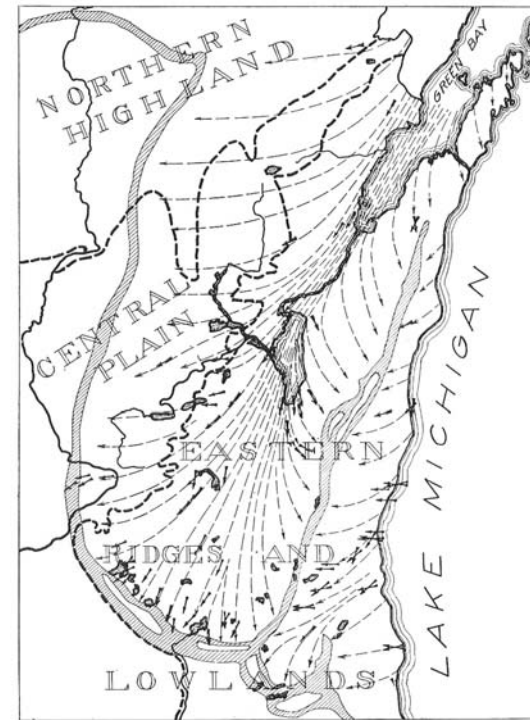 NORTHERN
HIGHLAND
GREEN BAY
CENTRAL
PLAIN
LAKE MICHIGAN
EASTERN
RIDGES AND
LOWLANDS